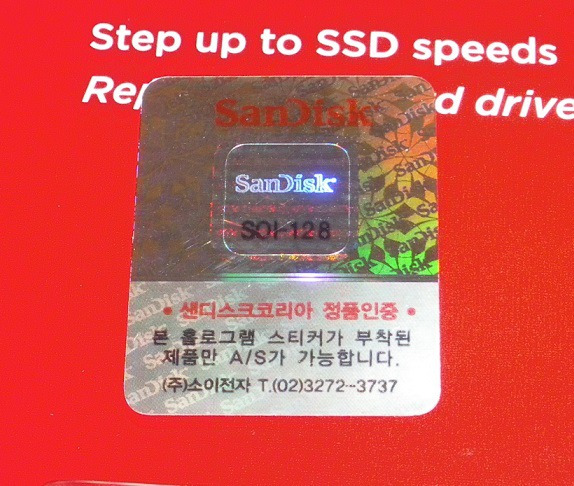 Step up to SSD speeds
Rep d drive
SanDisk
SanDisk
SOI-128
• 샌디스크코리아 정품인증 •
본 홀로그램 스티커가 부착된
제품만 A/S가 가능합니다.
(주)소이전자 T.(02)3272--3737